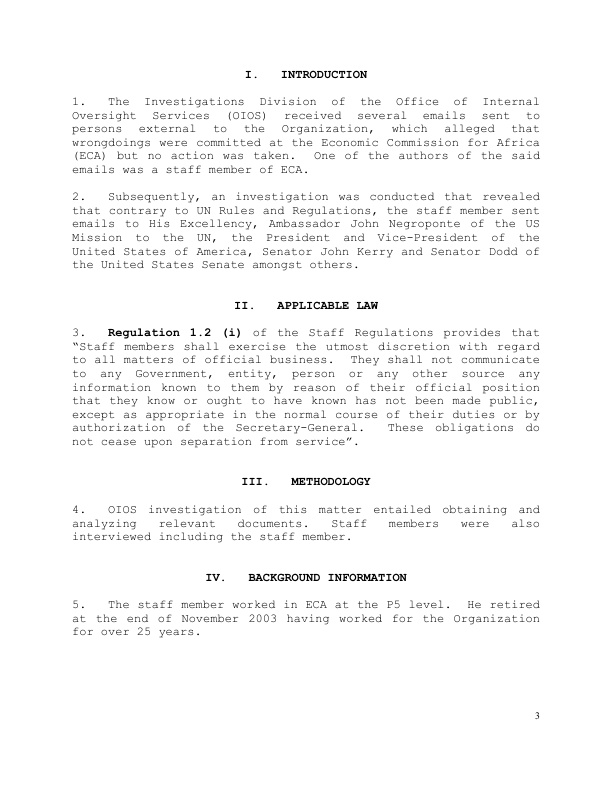 I. INTRODUCTION
1. The Investigations Division of the Office of Internal
Oversight Services (OIOS) received several emails sent to
persons external to the Organization, which alleged that
wrongdoings were committed at the Economic Commission for Africa
(ECA) but no action was taken. One of the authors of the said
emails was a staff member of ECA.
2. Subsequently, an investigation was conducted that revealed
that contrary to UN Rules and Regulations, the staff member sent
emails to His Excellency, Ambassador John Negroponte of the US
Mission to the UN, the President and Vice-President of the
United States of America, Senator John Kerry and Senator Dodd of
the United States Senate amongst others.
II. APPLICABLE LAW
3. Regulation 1.2 (i) of the Staff Regulations provides that
“Staff members shall exercise the utmost discretion with regard
to all matters of official business. They shall not communicate
to any Government, entity, person or any other source any
information known to them by reason of their official position
that they know or ought to have known has not been made public,
except as appropriate in the normal course of their duties or by
authorization of the Secretary-General. These obligations do
not cease upon separation from service”.
III. METHODOLOGY
4. OIOS investigation of this matter entailed obtaining and
analyzing relevant documents. Staff members were also
interviewed including the staff member.
IV. BACKGROUND INFORMATION
5. The staff member worked in ECA at the P5 level. He retired
at the end of November 2003 having worked for the Organization
for over 25 years.
3